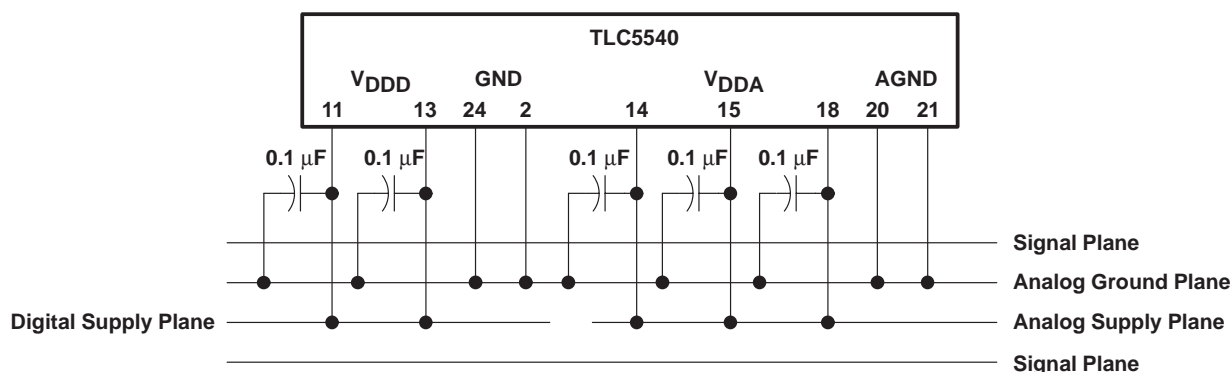 TLC5540
VDDD GND VDDA AGND
11 13 24 2 14 15 18 20 21
0.1 μF 0.1 μF 0.1 μF 0.1 μF 0.1 μF
Signal Plane
Analog Ground Plane
Digital Supply Plane Analog Supply Plane
Signal Plane